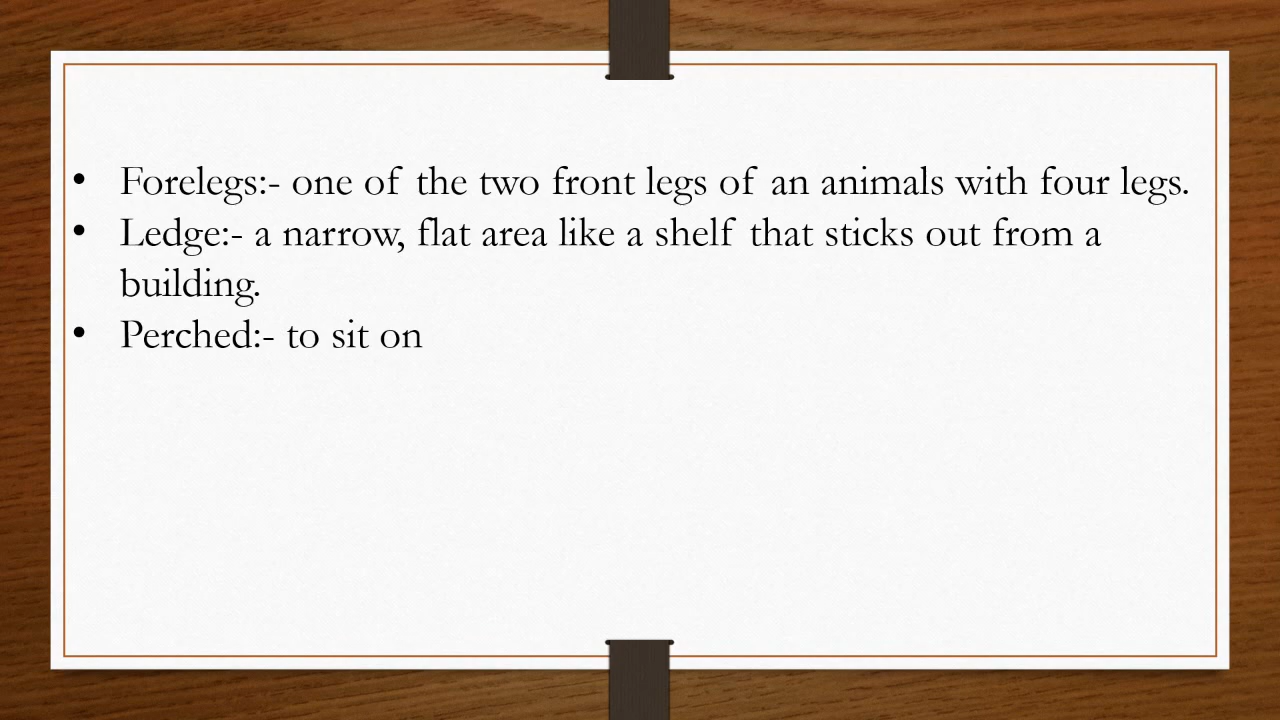 • Forelegs:- one of the two front legs of an animals with four legs.
• Ledge:- a narrow, flat area like a shelf that sticks out from a
building.
• Perched:- to sit on